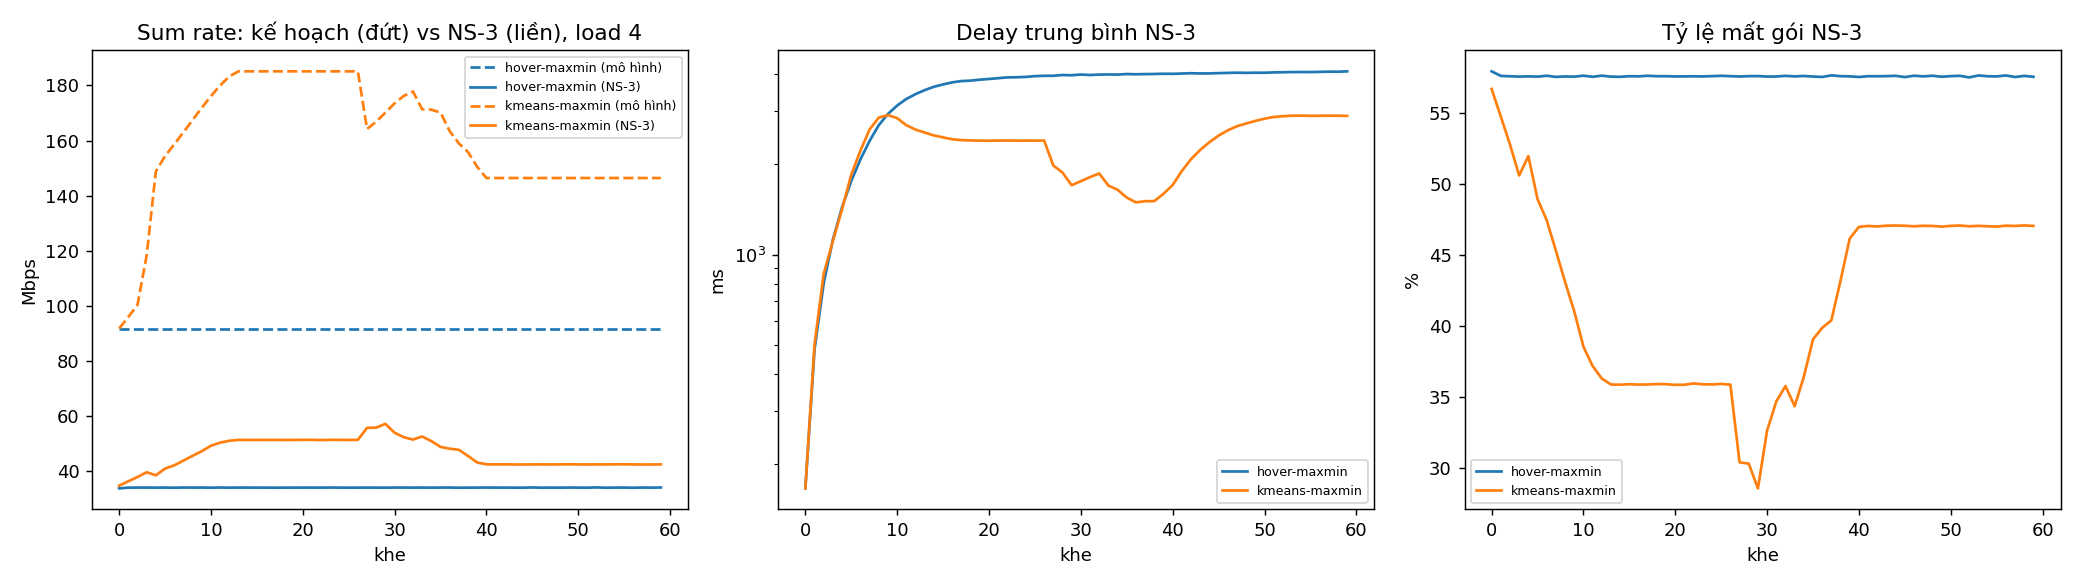 Sum rate: kế hoạch (đứt) vs NS-3 (liền), load 4
hover-maxmin (mô hình)
hover-maxmin (NS-3)
kmeans-maxmin (mô hình)
kmeans-maxmin (NS-3)
Mbps
180
160
140
120
100
80
60
40
0 10 20 30 40 50 60
khe
Delay trung bình NS-3
ms
10³
hover-maxmin
kmeans-maxmin
0 10 20 30 40 50 60
khe
Tỷ lệ mất gói NS-3
%
55
50
45
40
35
30
hover-maxmin
kmeans-maxmin
0 10 20 30 40 50 60
khe